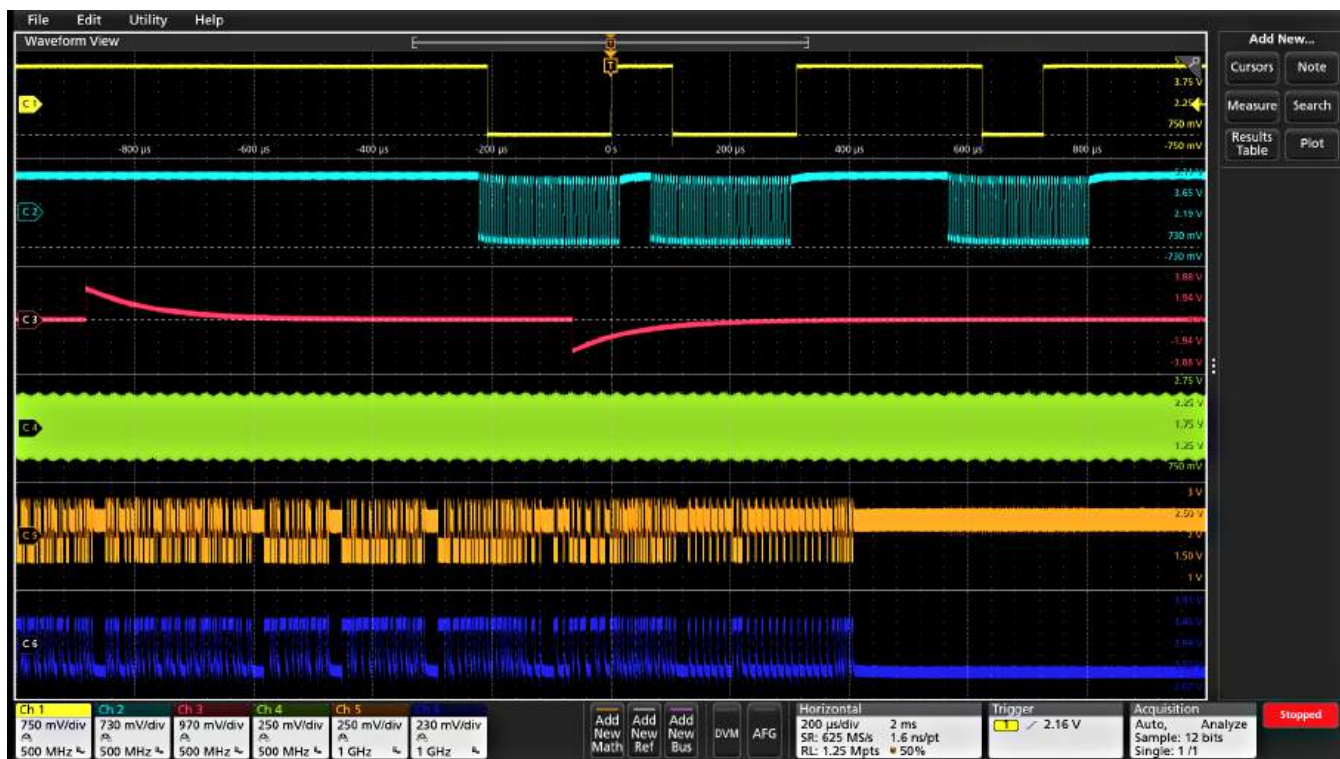 File Edit Utility Help
Waveform View
Add New...
Cursors Note
Measure Search
Results Table Plot
T
C 1
3.75 V
2.25
750 mV
-750 mV
-800 µs -600 µs -400 µs -200 µs 0 s 200 µs 400 µs 600 µs 800 µs
C 2
3.65 V
2.19 V
730 mV
-730 mV
C 3
3.88 V
1.94 V
-1.94 V
-3.88 V
C 4
2.75 V
2.25 V
1.75 V
1.25 V
750 mV
C 5
3 V
2.50 V
2 V
1.50 V
1 V
C 6
Ch 1
750 mV/div
500 MHz
Ch 2
730 mV/div
500 MHz
Ch 3
970 mV/div
500 MHz
Ch 4
250 mV/div
500 MHz
Ch 5
250 mV/div
1 GHz
230 mV/div
1 GHz
Add New Math
Add New Ref
Add New Bus
DVM
AFG
Horizontal
200 µs/div 2 ms
SR: 625 MS/s 1.6 ns/pt
RL: 1.25 Mpts 50%
Trigger
1 2.16 V
Acquisition
Auto, Analyze
Sample: 12 bits
Single: 1 /1
Stopped